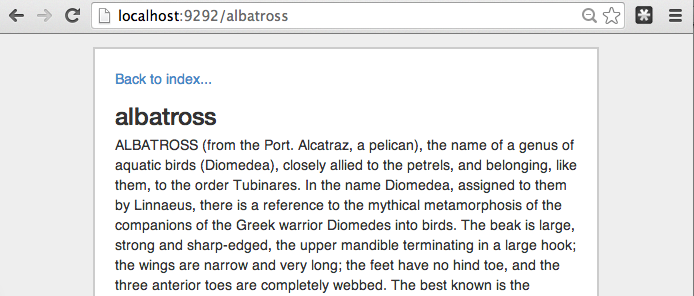 localhost:9292/albatross
Back to index...
albatross
ALBATROSS (from the Port. Alcatraz, a pelican), the name of a genus of
aquatic birds (Diomedea), closely allied to the petrels, and belonging, like
them, to the order Tubinares. In the name Diomedea, assigned to them
by Linnaeus, there is a reference to the mythical metamorphosis of the
companions of the Greek warrior Diomedes into birds. The beak is large,
strong and sharp-edged, the upper mandible terminating in a large hook;
the wings are narrow and very long; the feet have no hind toe, and the
three anterior toes are completely webbed. The best known is the